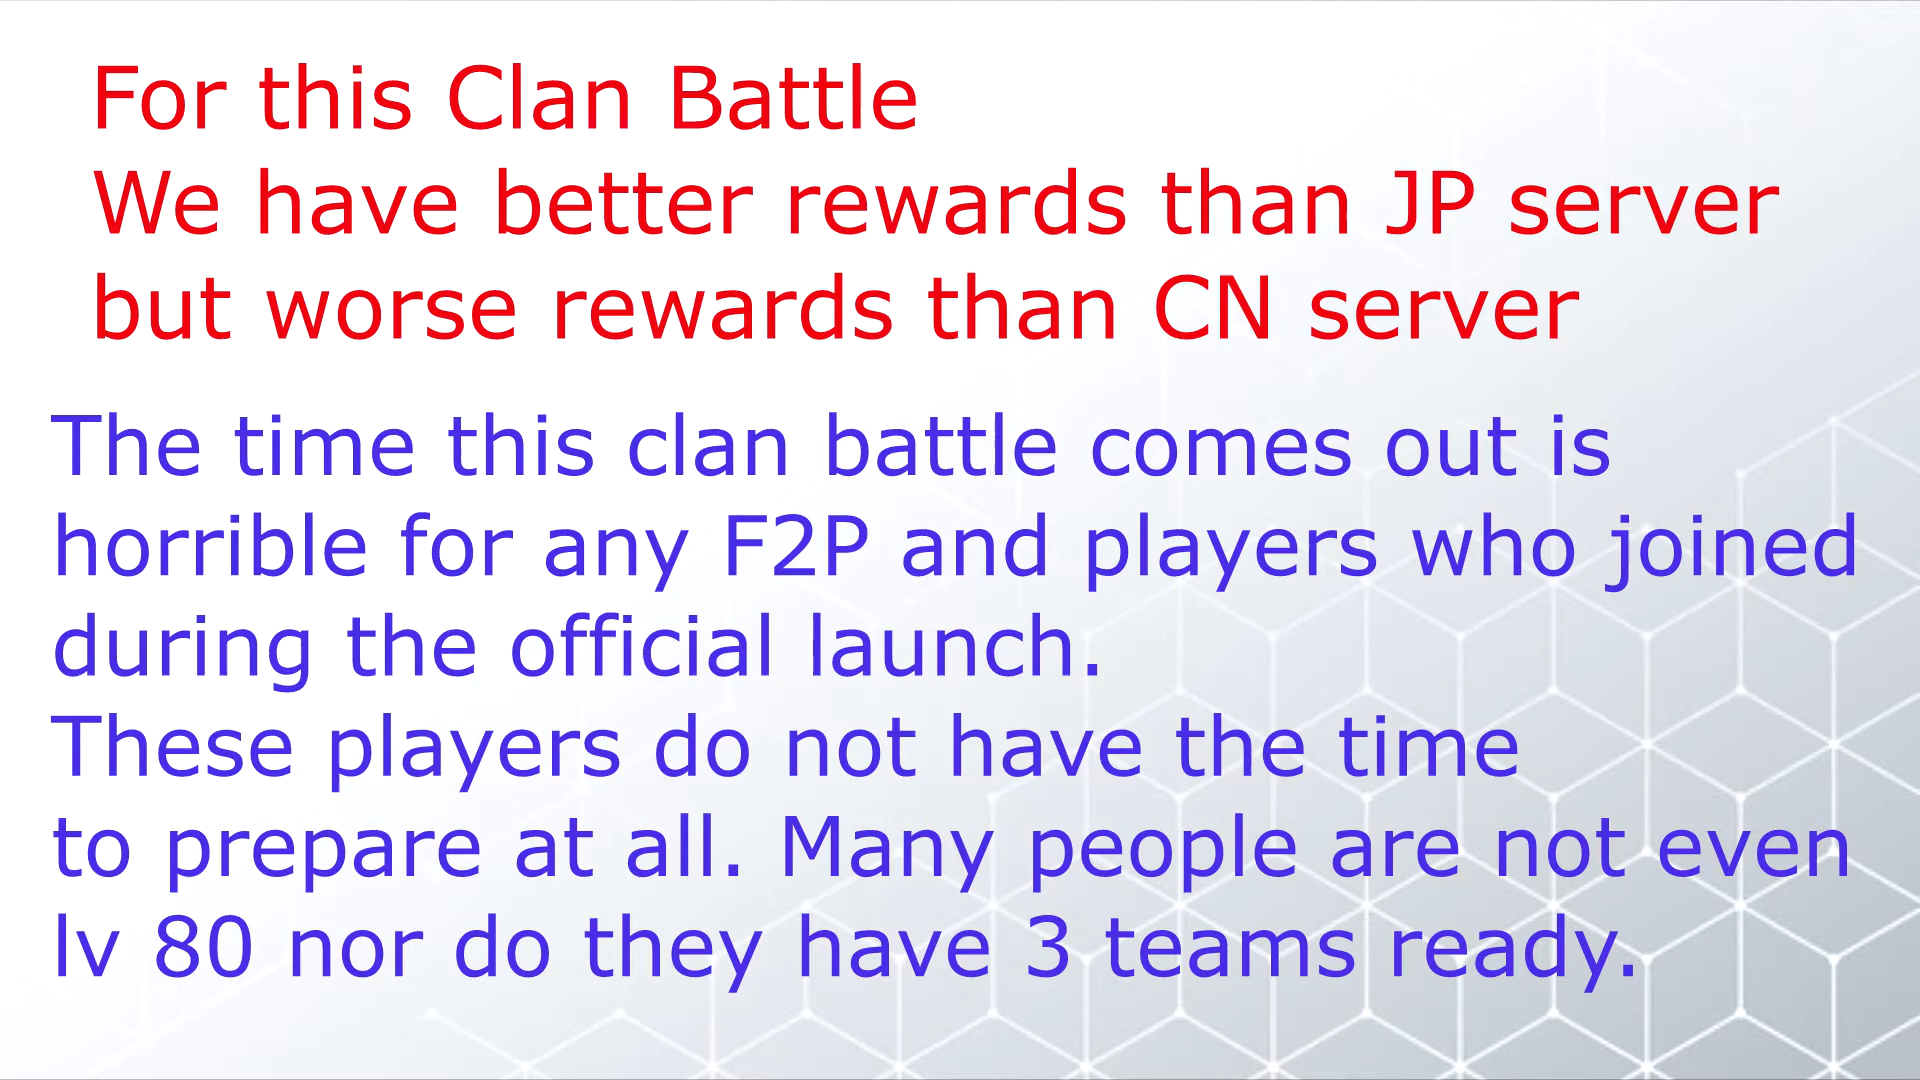 For this Clan Battle
We have better rewards than JP server
but worse rewards than CN server
The time this clan battle comes out is
horrible for any F2P and players who joined
during the official launch.
These players do not have the time
to prepare at all. Many people are not even
lv 80 nor do they have 3 teams ready.